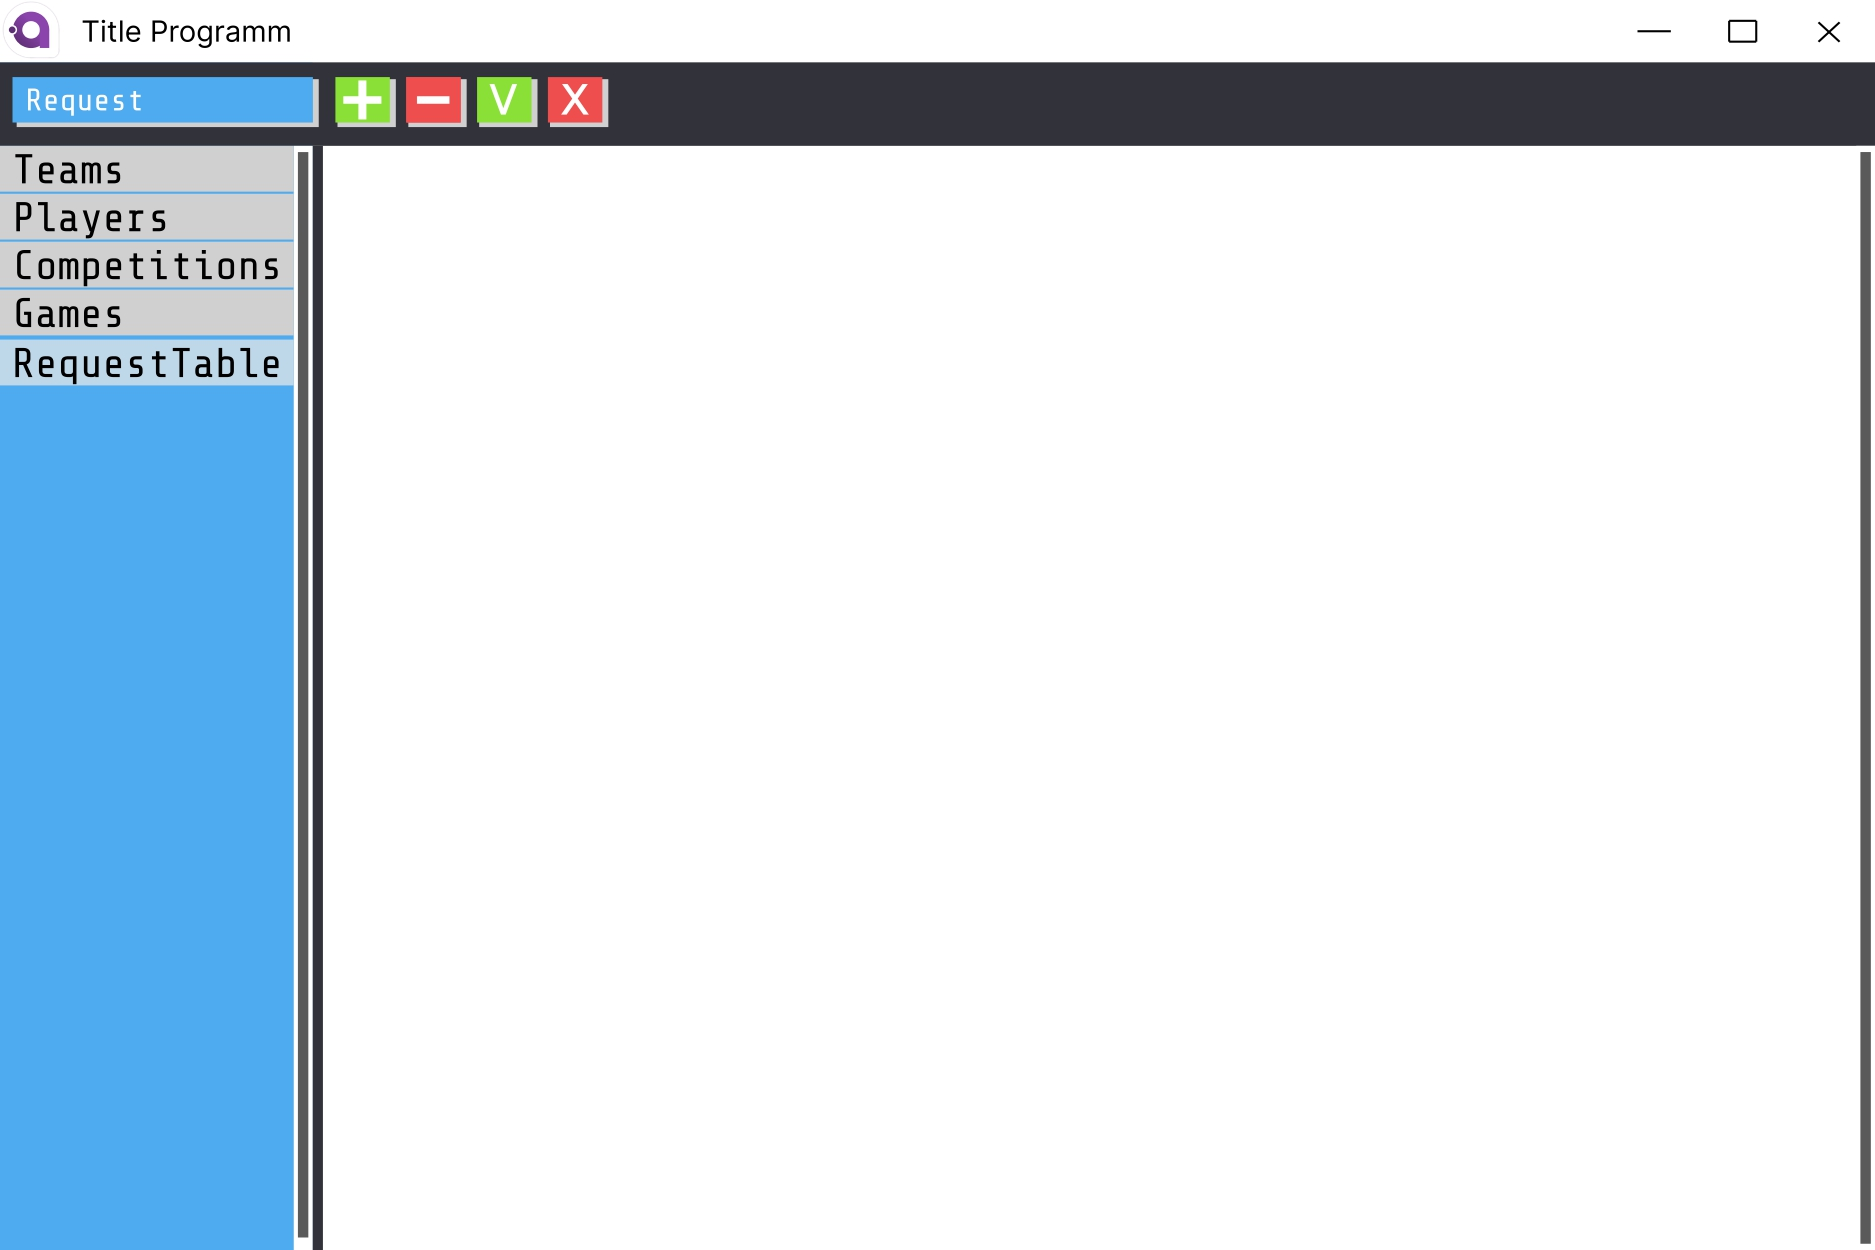 Title Programm
Request + - V X
Teams
Players
Competitions
Games
RequestTable